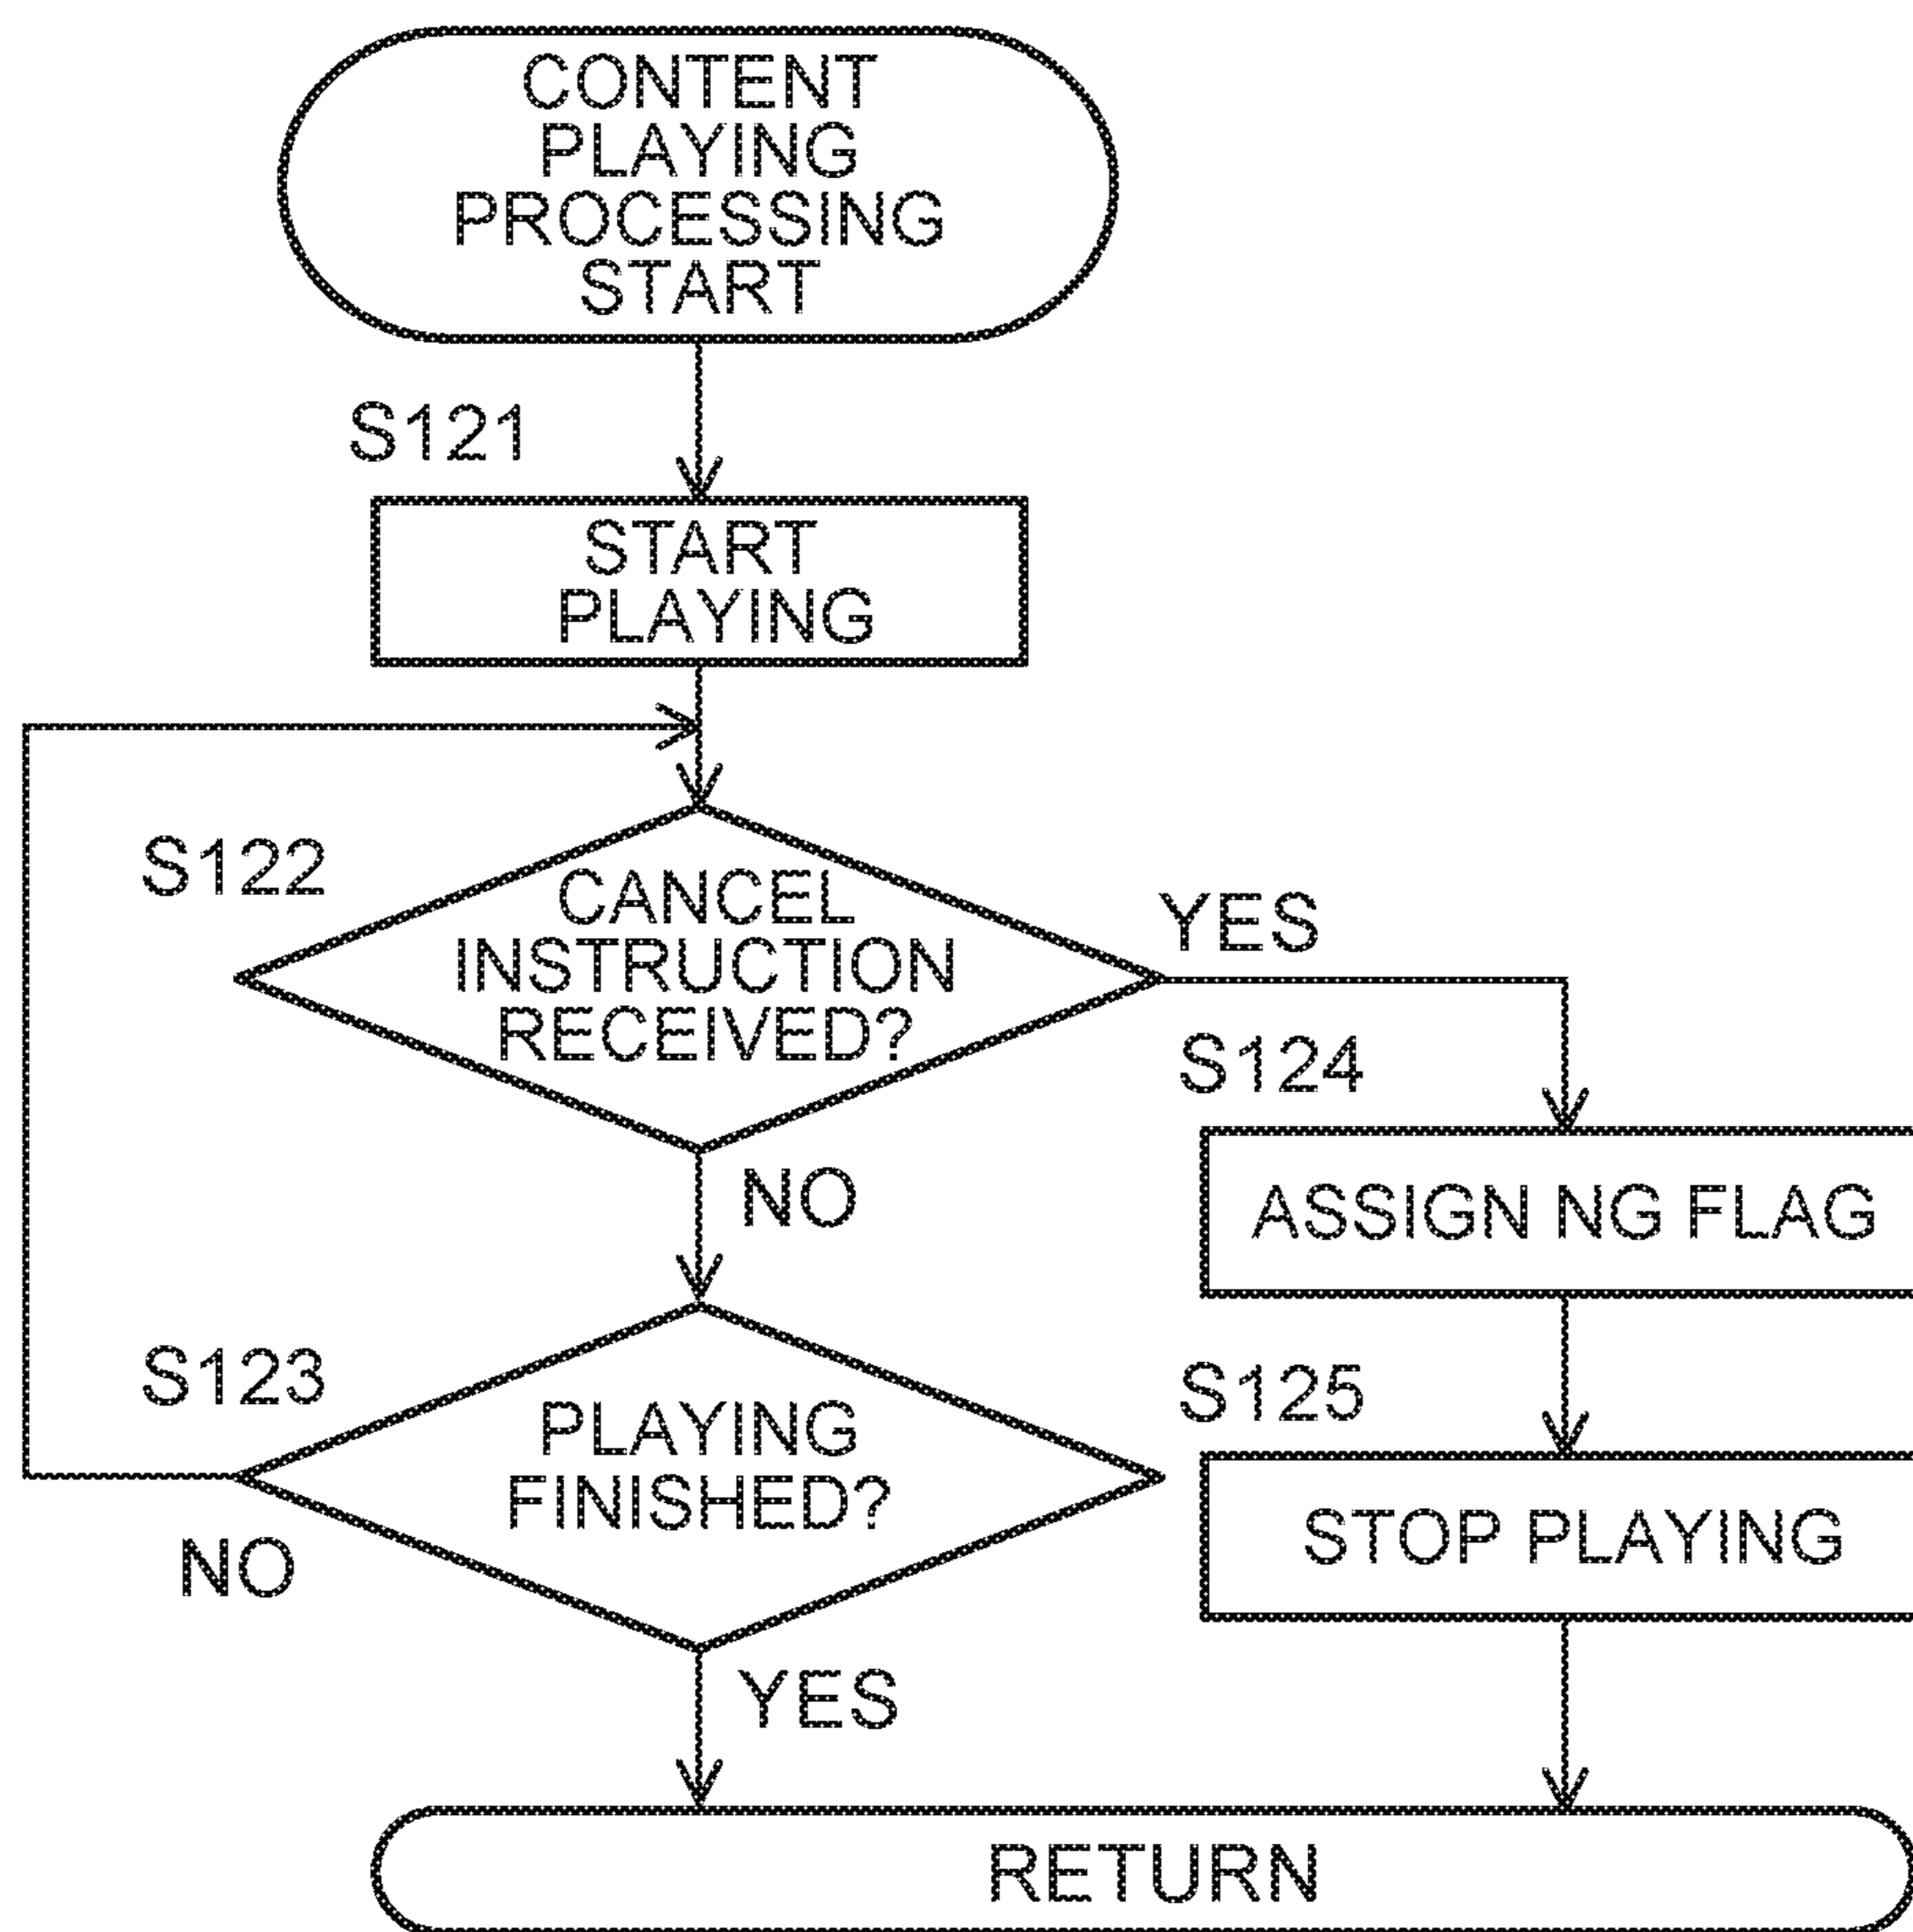 CONTENT
PLAYING
PROCESSING
START
S121
START
PLAYING
S122
CANCEL
INSTRUCTION
RECEIVED?
YES
NO
S124
ASSIGN NG FLAG
S123
PLAYING
FINISHED?
NO
YES
S125
STOP PLAYING
RETURN